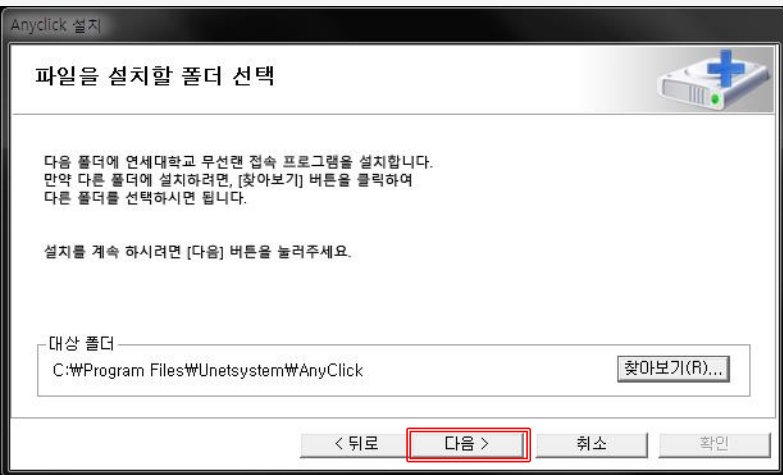 Anyclick 설치
파일을 설치할 폴더 선택
다음 폴더에 연세대학교 무선랜 접속 프로그램을 설치합니다.
만약 다른 폴더에 설치하려면, [찾아보기] 버튼을 클릭하여
다른 폴더를 선택하시면 됩니다.
설치를 계속 하시려면 [다음] 버튼을 눌러주세요.
대상 폴더
C:₩Program Files₩Unetsystem₩AnyClick
찾아보기(R)...
< 뒤로 다음 > 취소 확인